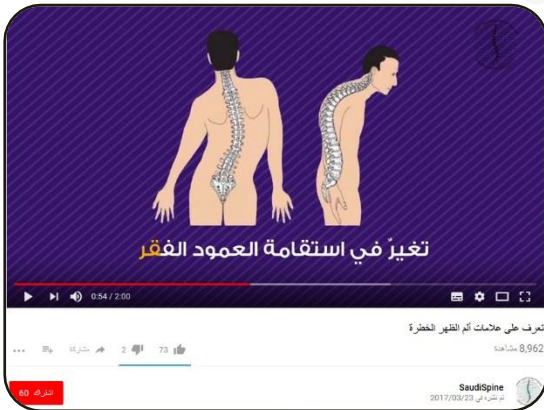 تغيرّ في استقامة العمود الفقر
0:54 / 2:00
تعرف على علامات ألم الظهر الخطرة
8,962 مشاهدة
73
2
مشاركة
SaudiSpine
تم نشره في 2017/03/23
اشتراك 60